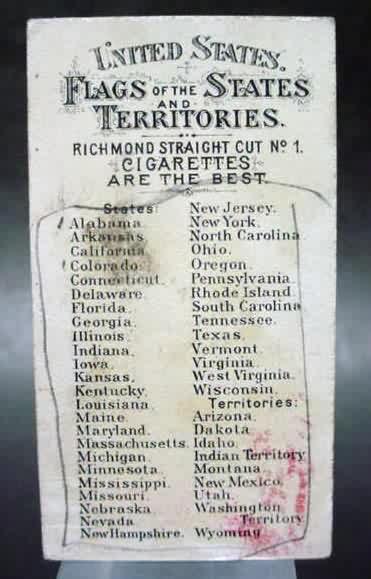 UNITED STATES.
FLAGS OF THE STATES
AND
TERRITORIES.
RICHMOND STRAIGHT CUT Nº 1.
CIGARETTES
ARE THE BEST.
States:
Alabama.
Arkansas
California
Colorado.
Connecticut.
Delaware.
Florida.
Georgia.
Illinois.
Indiana.
Iowa.
Kansas.
Kentucky.
Louisiana.
Maine.
Maryland.
Massachusetts.
Michigan.
Minnesota.
Mississippi.
Missouri.
Nebraska.
Nevada
New Hampshire.
New Jersey.
New York.
North Carolina
Ohio.
Oregon.
Pennsylvania.
Rhode Island.
South Carolina
Tennessee.
Texas.
Vermont.
Virginia.
West Virginia.
Wisconsin.
Territories:
Arizona.
Dakota.
Idaho.
Indian Territory
Montana.
New Mexico.
Utah.
Washington
Territory
Wyoming